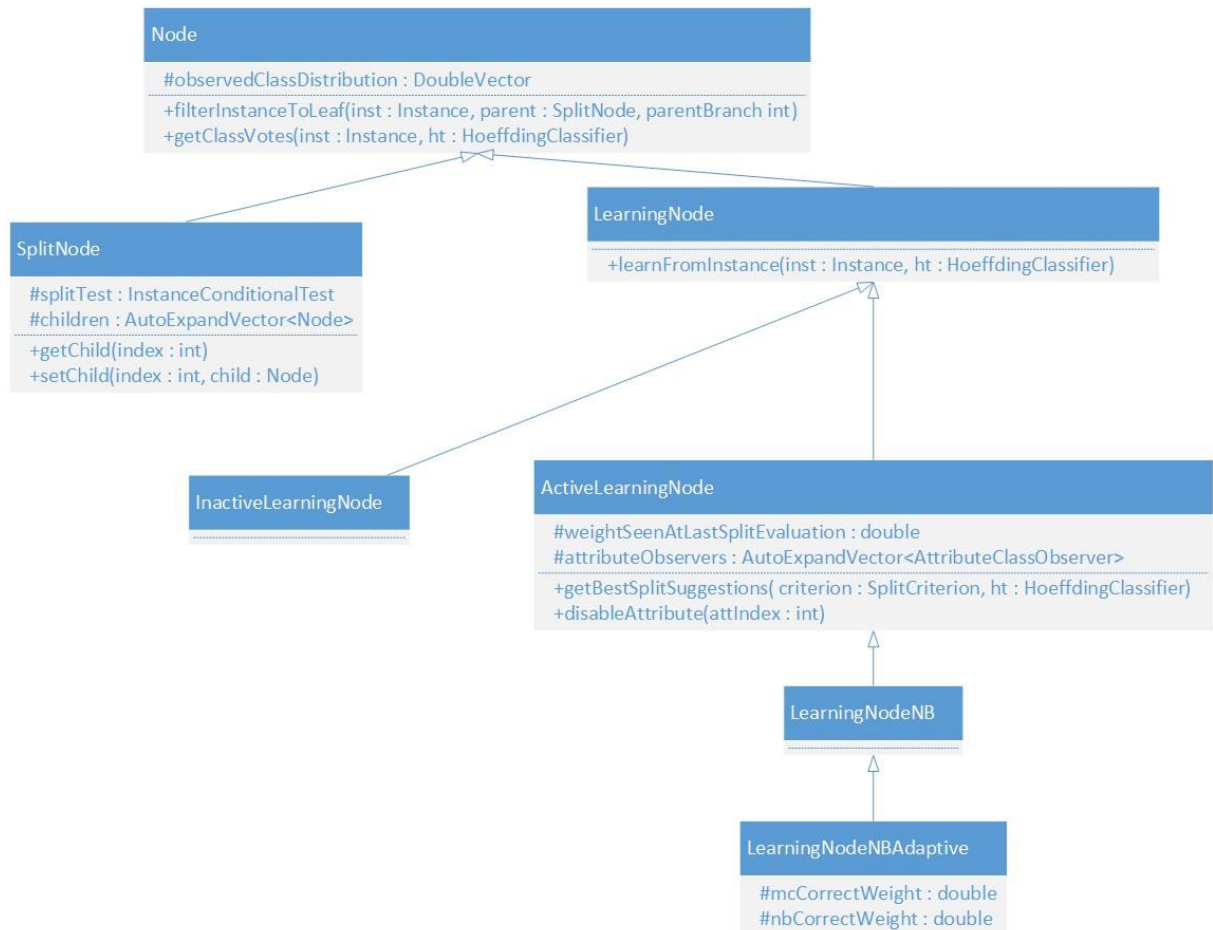 Node
#observedClassDistribution : DoubleVector
+filterInstanceToLeaf(inst : Instance, parent : SplitNode, parentBranch int)
+getClassVotes(inst : Instance, ht : HoeffdingClassifier)
LearningNode
+learnFromInstance(inst : Instance, ht : HoeffdingClassifier)
SplitNode
#splitTest : InstanceConditionalTest
#children : AutoExpandVector<Node>
+getChild(index : int)
+setChild(index : int, child : Node)
InactiveLearningNode
ActiveLearningNode
#weightSeenAtLastSplitEvaluation : double
#attributeObservers : AutoExpandVector<AttributeClassObserver>
+getBestSplitSuggestions( criterion : SplitCriterion, ht : HoeffdingClassifier)
+disableAttribute(attIndex : int)
LearningNodeNB
LearningNodeNBAdaptive
#mcCorrectWeight : double
#nbCorrectWeight : double